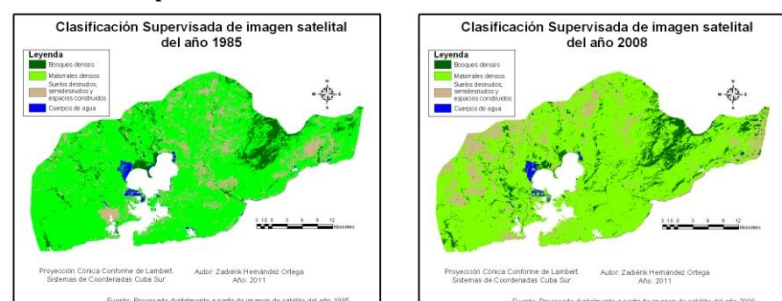 Clasificación Supervisada de imagen satelital
del año 1985
Leyenda
Bosques densos
Matorrales densos
Suelos desnudos,
semidesnudos y
espacios construidos
Cuerpos de agua
Proyección Cónica Conforme de Lambert
Sistemas de Coordenadas Cuba Sur
Autor: Zadiérik Hernández Ortega
Año: 2011
Clasificación Supervisada de imagen satelital
del año 2008
Leyenda
Bosques densos
Matorrales densos
Suelos desnudos,
semidesnudos y
espacios construidos
Cuerpos de agua
Proyección Cónica Conforme de Lambert
Sistemas de Coordenadas Cuba Sur
Autor: Zadiérik Hernández Ortega
Año: 2011